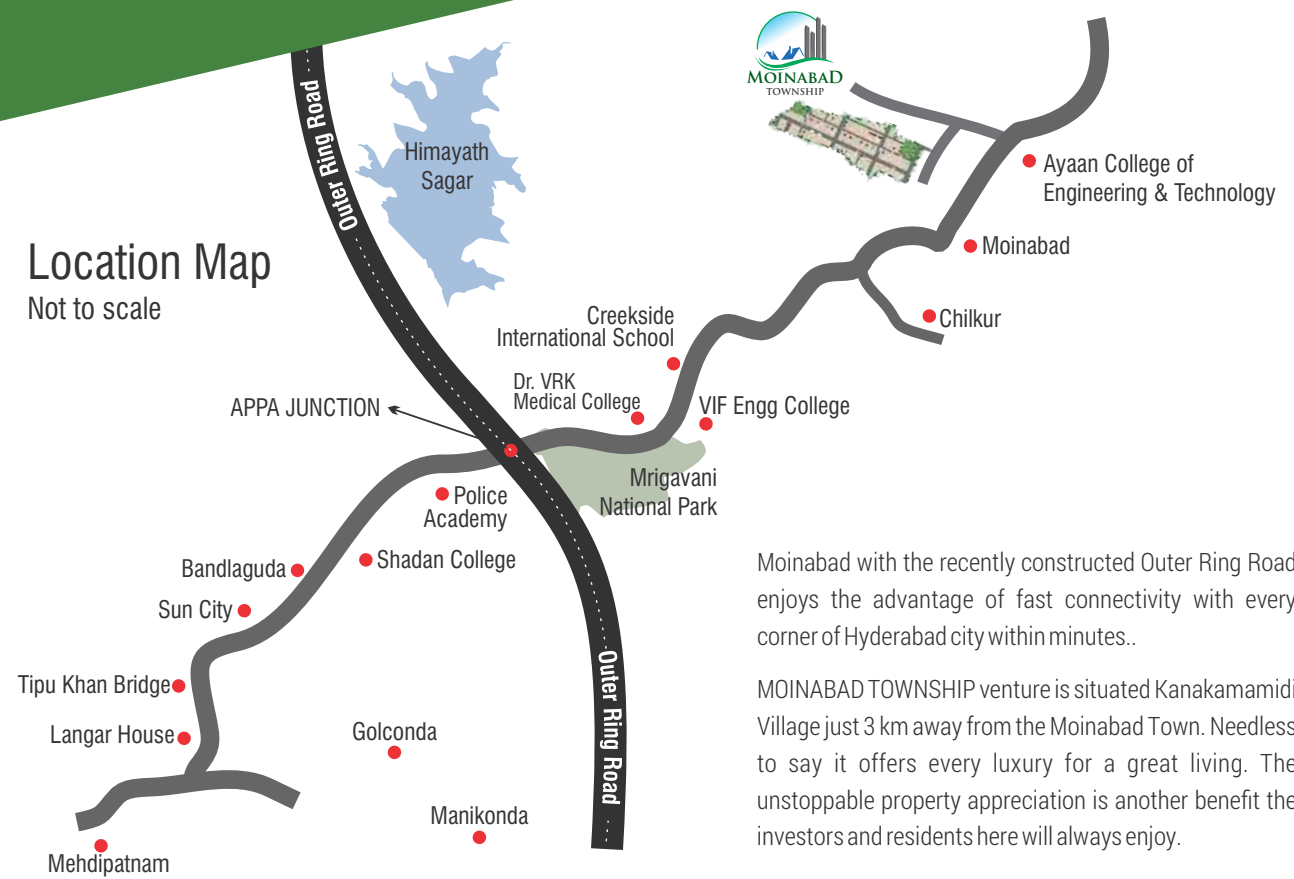 MOINABAD
TOWNSHIP
Outer Ring Road
Himayath
Sagar
Ayaan College of
Engineering & Technology
Location Map
Not to scale
Moinabad
Chilkur
Creekside
International School
Dr. VRK
Medical College
VIF Engg College
APPA JUNCTION
Mrigavani
National Park
Police
Academy
Shadan College
Bandlaguda
Sun City
Tipu Khan Bridge
Langar House
Golconda
Manikonda
Mehdipatnam
Outer Ring Road
Moinabad with the recently constructed Outer Ring Road
enjoys the advantage of fast connectivity with every
corner of Hyderabad city within minutes..
MOINABAD TOWNSHIP venture is situated Kanakamamidi
Village just 3 km away from the Moinabad Town. Needless
to say it offers every luxury for a great living. The
unstoppable property appreciation is another benefit the
investors and residents here will always enjoy.